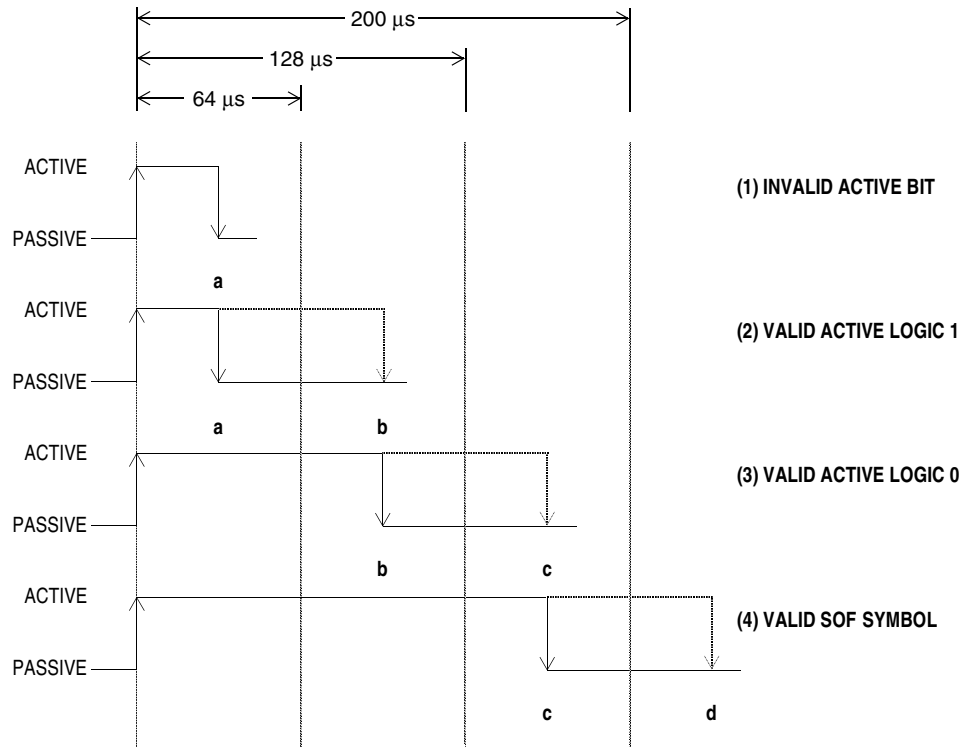 200 µs
128 µs
64 µs
ACTIVE
(1) INVALID ACTIVE BIT
PASSIVE
a
ACTIVE
(2) VALID ACTIVE LOGIC 1
PASSIVE
a b
ACTIVE
(3) VALID ACTIVE LOGIC 0
PASSIVE
b c
ACTIVE
(4) VALID SOF SYMBOL
PASSIVE
c d